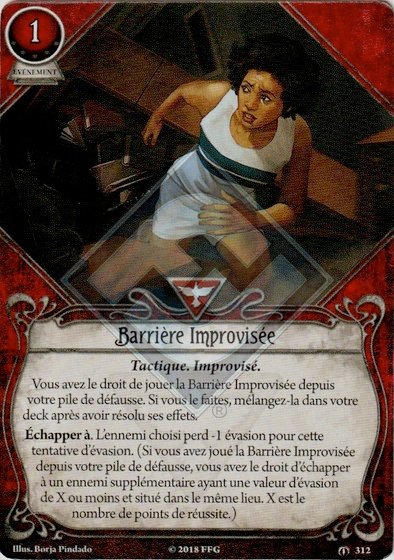 1
ÉVÉNEMENT
Barrière Improvisée
Tactique. Improvisé.
Vous avez le droit de jouer la Barrière Improvisée depuis
votre pile de défausse. Si vous le faites, mélangez-la dans votre
deck après avoir résolu ses effets.
Échapper à. L'ennemi choisi perd -1 évasion pour cette
tentative d'évasion. (Si vous avez joué la Barrière Improvisée
depuis votre pile de défausse, vous avez le droit d'échapper
à un ennemi supplémentaire ayant une valeur d'évasion
de X ou moins et situé dans le même lieu. X est le
nombre de points de réussite.)
Illus. Borja Pindado © 2018 FFG 312